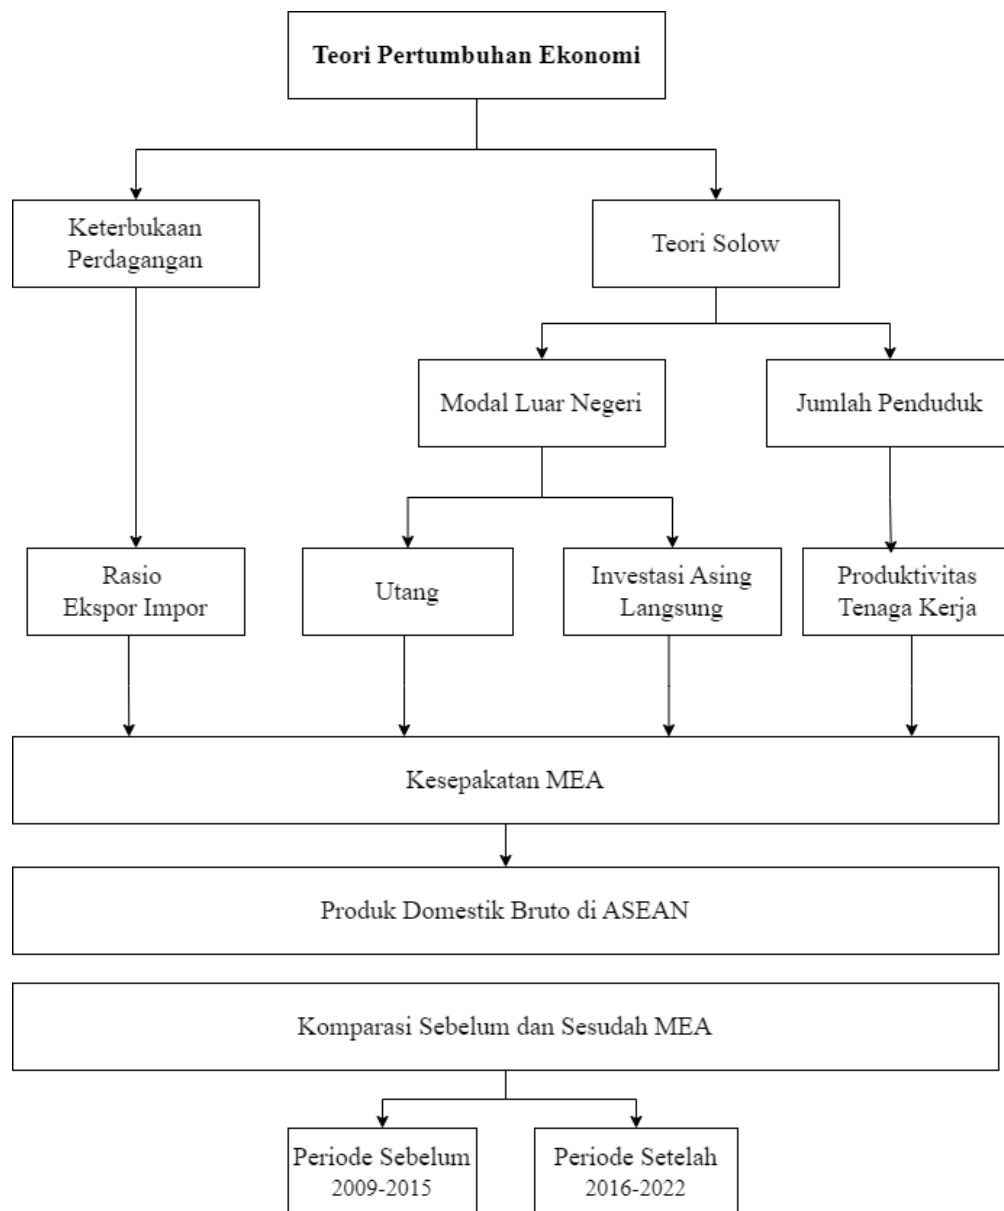 Teori Pertumbuhan Ekonomi
Keterbukaan
Perdagangan
Teori Solow
Modal Luar Negeri
Jumlah Penduduk
Rasio
Ekspor Impor
Utang
Investasi Asing
Langsung
Produktivitas
Tenaga Kerja
Kesepakatan MEA
Produk Domestik Bruto di ASEAN
Komparasi Sebelum dan Sesudah MEA
Periode Sebelum
2009-2015
Periode Setelah
2016-2022